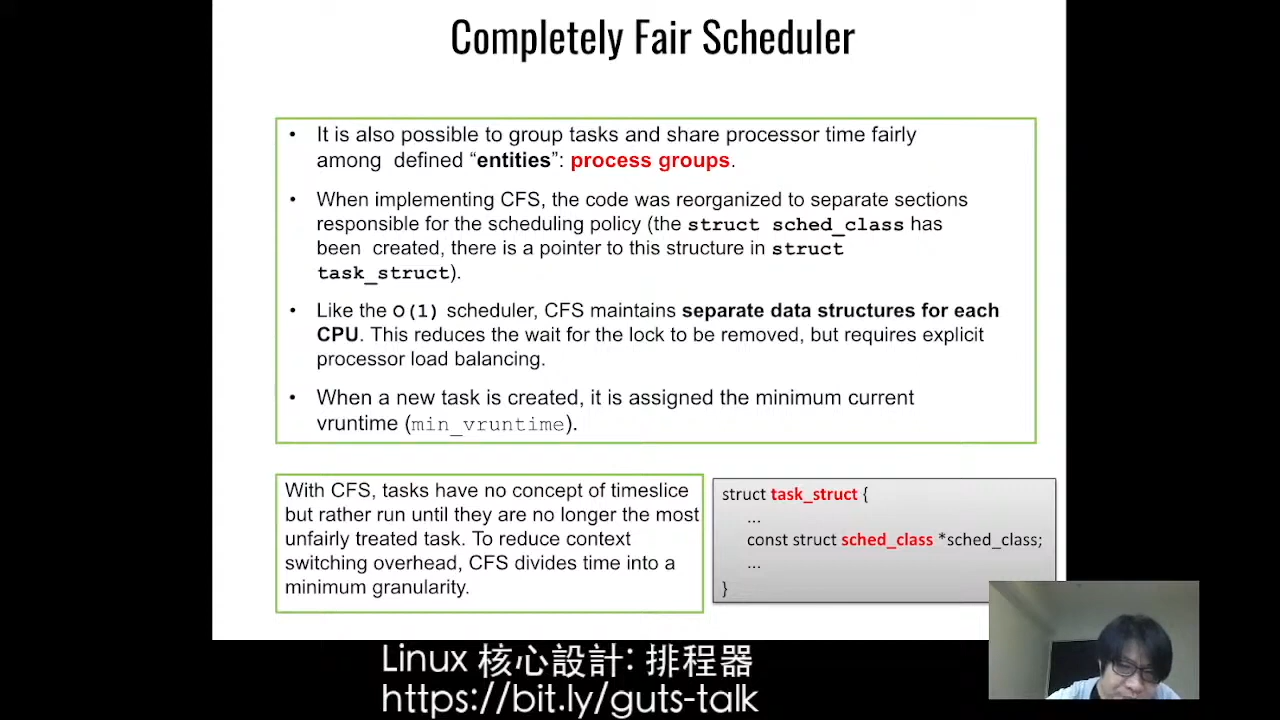 Completely Fair Scheduler
• It is also possible to group tasks and share processor time fairly
among defined “entities”: process groups.
• When implementing CFS, the code was reorganized to separate sections
responsible for the scheduling policy (the struct sched_class has
been created, there is a pointer to this structure in struct
task_struct).
• Like the O(1) scheduler, CFS maintains separate data structures for each
CPU. This reduces the wait for the lock to be removed, but requires explicit
processor load balancing.
• When a new task is created, it is assigned the minimum current
vruntime (min_vruntime).
With CFS, tasks have no concept of timeslice
but rather run until they are no longer the most
unfairly treated task. To reduce context
switching overhead, CFS divides time into a
minimum granularity.
struct task_struct {
...
const struct sched_class *sched_class;
...
}
Linux 核心設計: 排程器
https://bit.ly/guts-talk